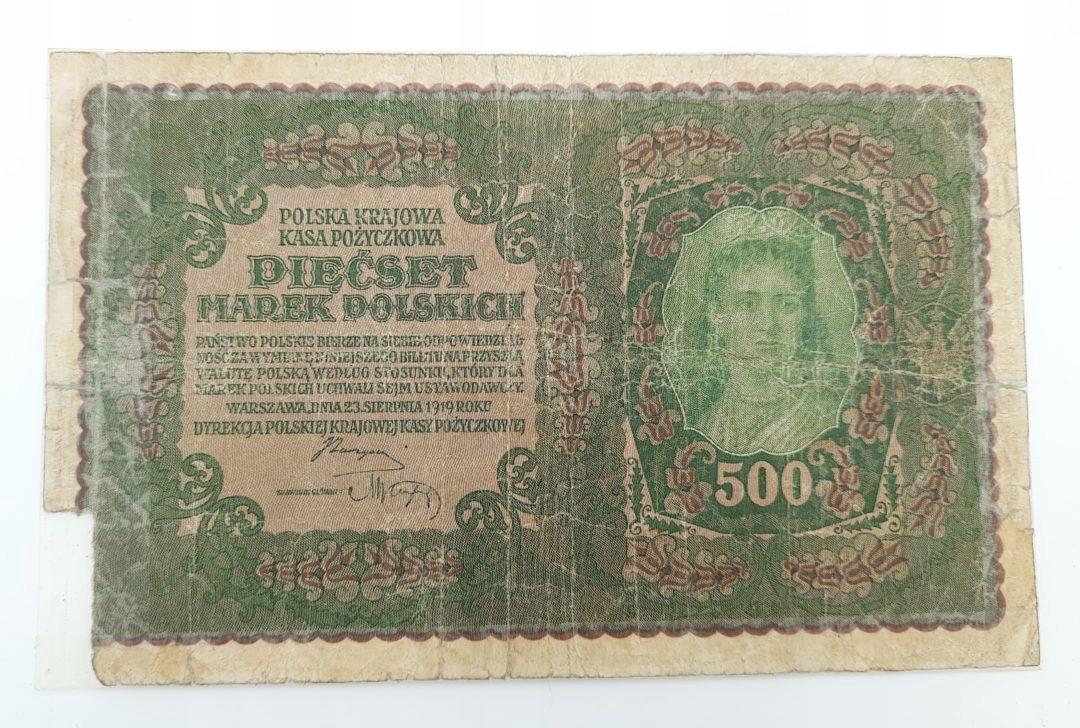 POLSKA KRAJOWA
KASA POŻYCZKOWA
PIĘĆSET
MAREK POLSKICH
PAŃSTWO POLSKIE BIERZE NA SIEBIE ODPOWIEDZIAL-
NOŚĆ ZA WYMIANĘ NINIEJSZEGO BILETU NA PRZYSZŁĄ
WALUTĘ POLSKĄ WEDŁUG STOSUNKU, KTÓRY DLA
MAREK POLSKICH UCHWALI SEJM USTAWODAWCZY.
WARSZAWA, DNIA 23. SIERPNIA 1919 ROKU
DYREKCJA POLSKIEJ KRAJOWEJ KASY POŻYCZKOWEJ
500